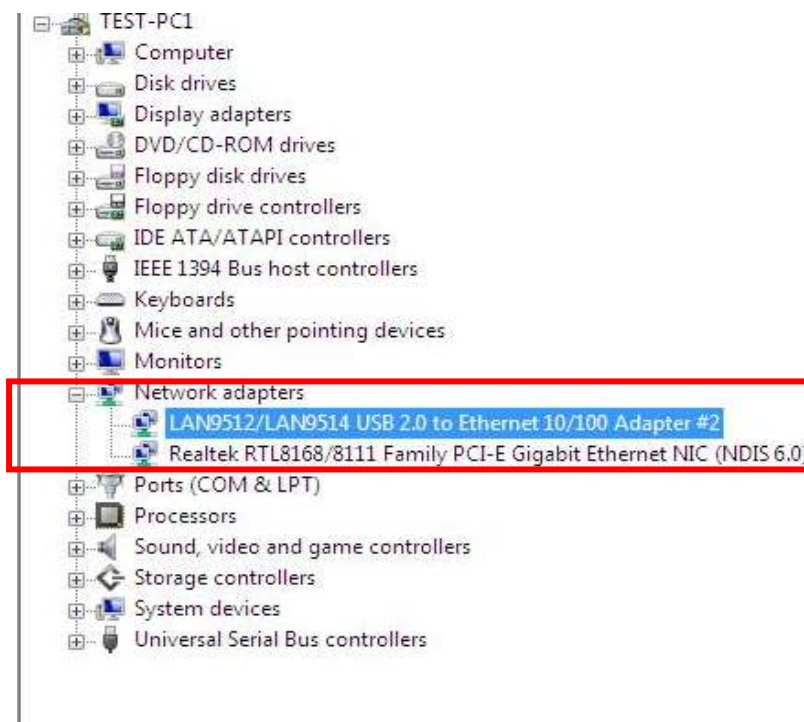 TEST-PC1
Computer
Disk drives
Display adapters
DVD/CD-ROM drives
Floppy disk drives
Floppy drive controllers
IDE ATA/ATAPI controllers
IEEE 1394 Bus host controllers
Keyboards
Mice and other pointing devices
Monitors
Network adapters
LAN9512/LAN9514 USB 2.0 to Ethernet 10/100 Adapter #2
Realtek RTL8168/8111 Family PCI-E Gigabit Ethernet NIC (NDIS 6.0)
Ports (COM & LPT)
Processors
Sound, video and game controllers
Storage controllers
System devices
Universal Serial Bus controllers